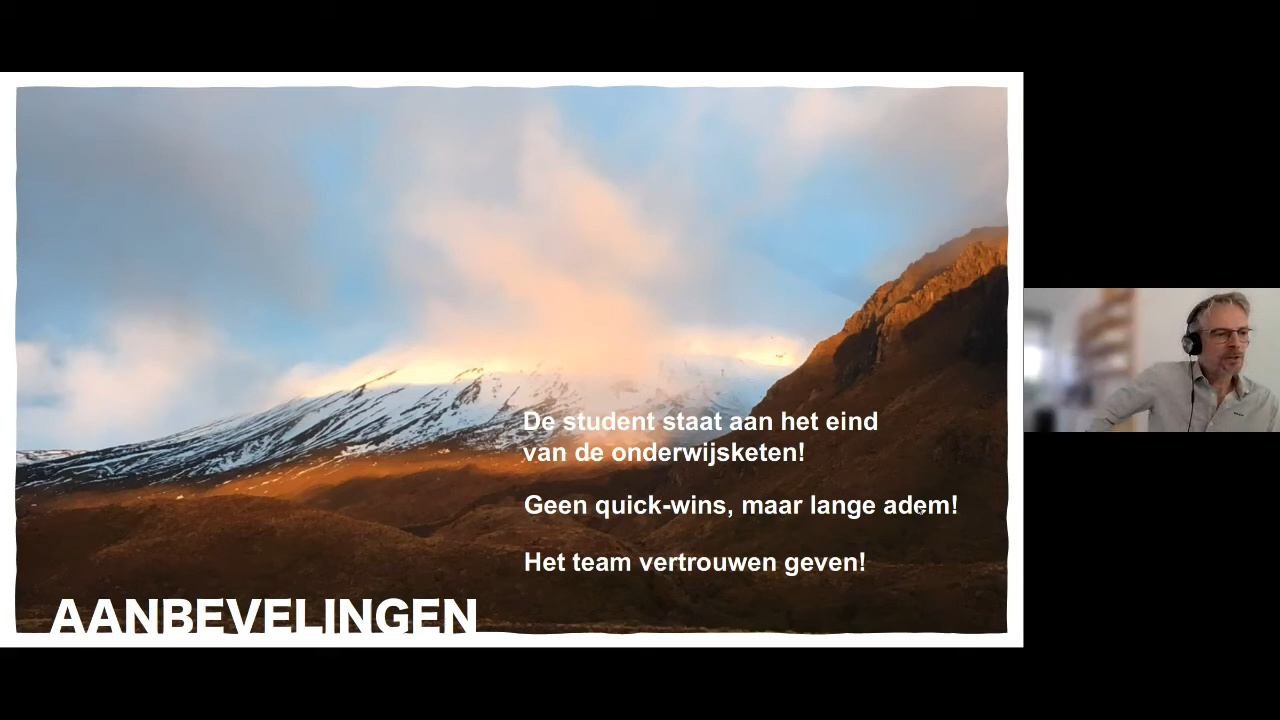 De student staat aan het eind
van de onderwijsketen!
Geen quick-wins, maar lange adem!
Het team vertrouwen geven!
AANBEVELINGEN